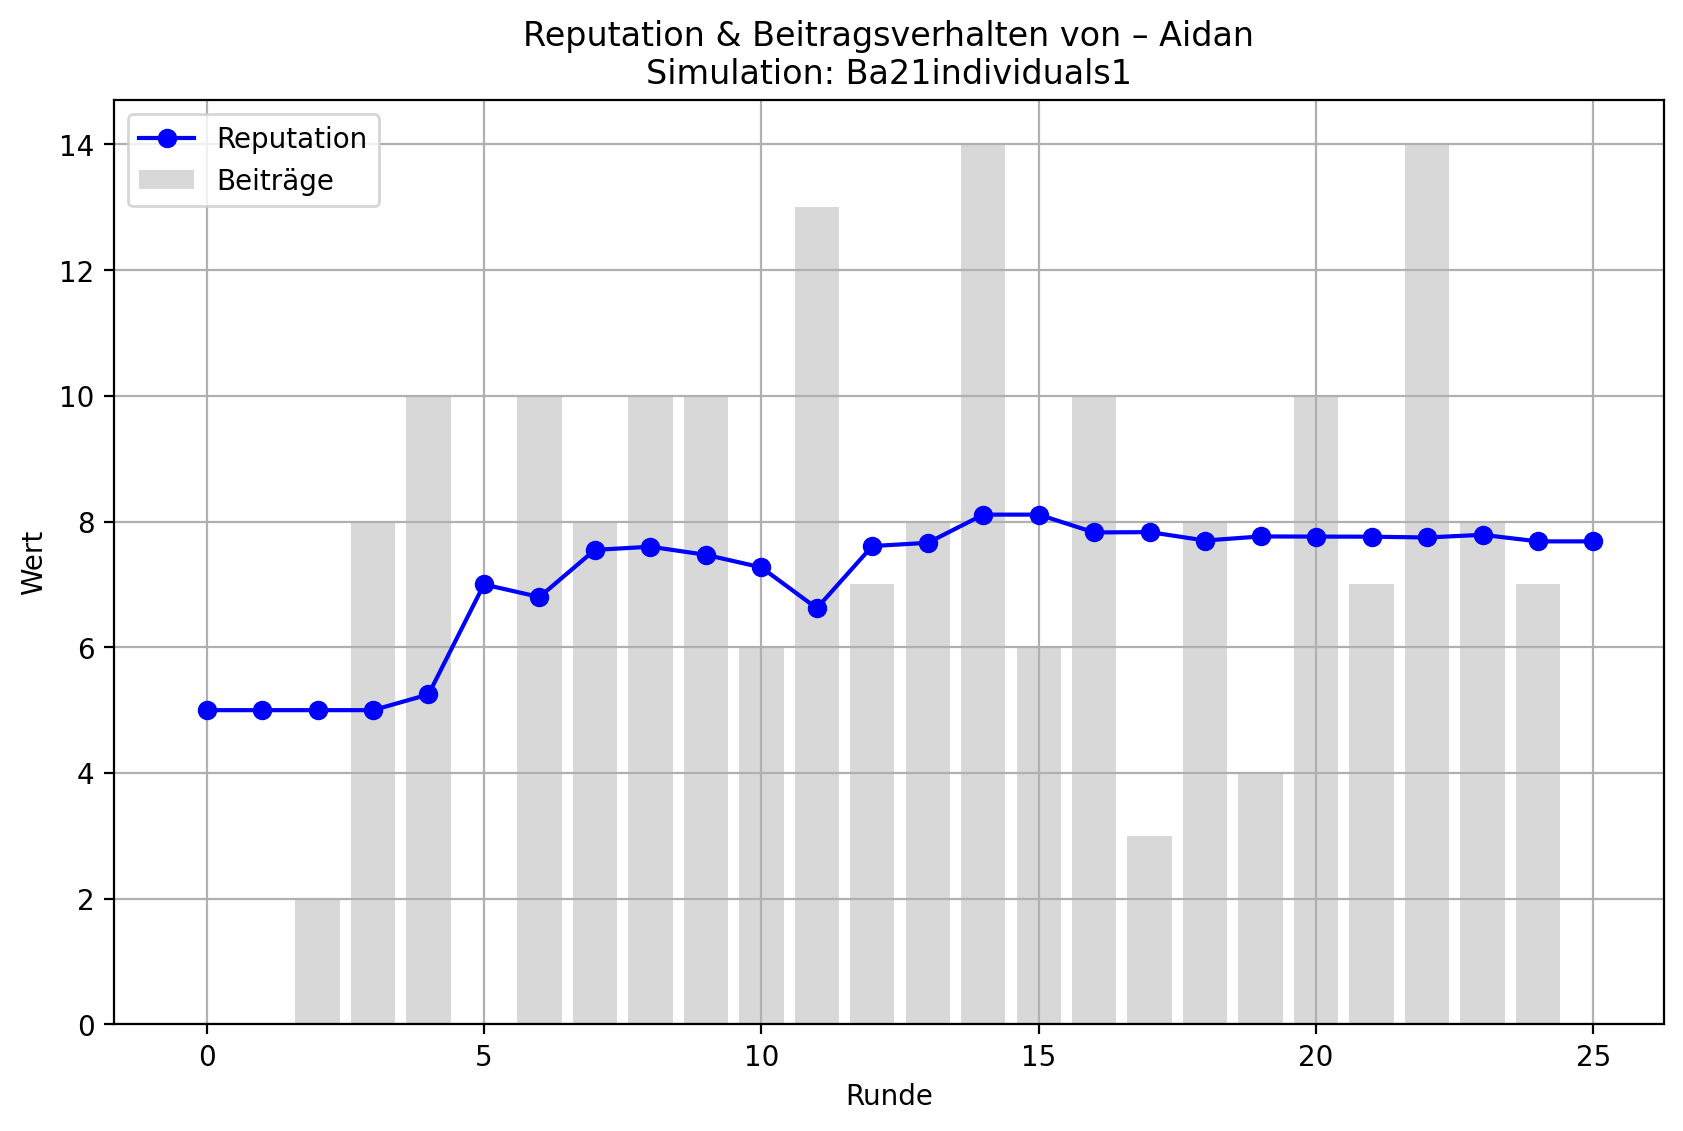 Reputation & Beitragsverhalten von – Aidan
Simulation: Ba21individuals1
Reputation
Beiträge
14
12
10
8
6
4
2
0
Wert
0 5 10 15 20 25
Runde